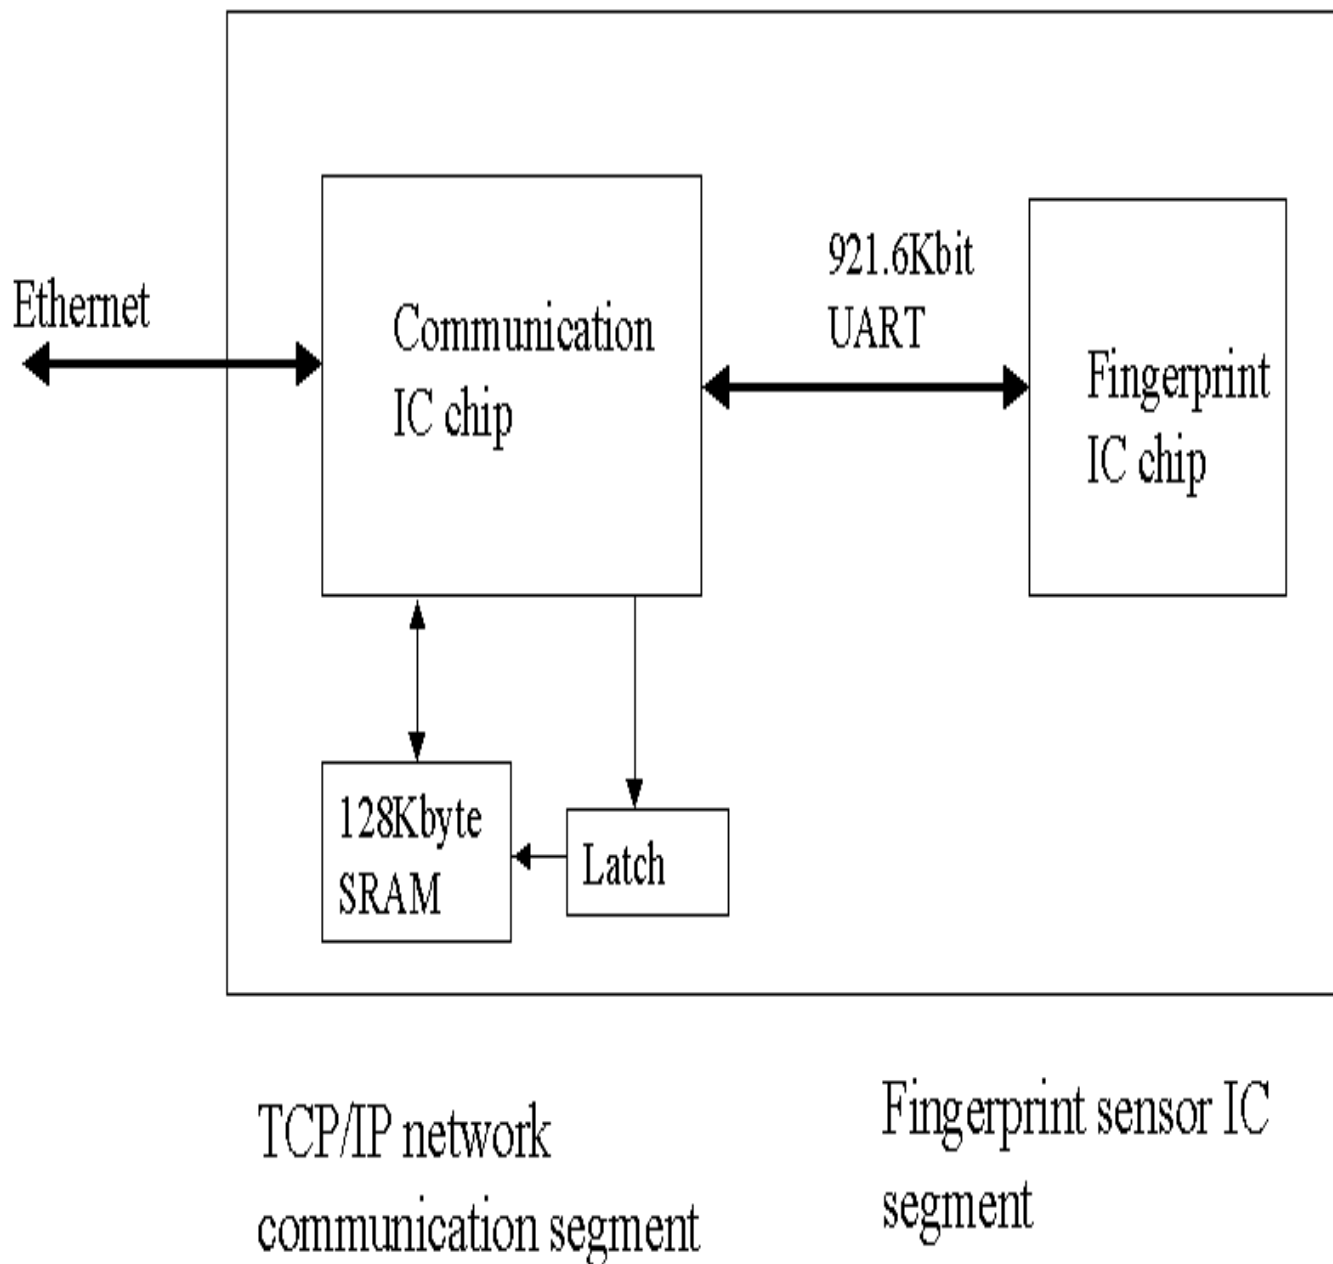 Ethernet
Communication
IC chip
921.6Kbit
UART
Fingerprint
IC chip
128Kbyte
SRAM
Latch
TCP/IP network
communication segment
Fingerprint sensor IC
segment